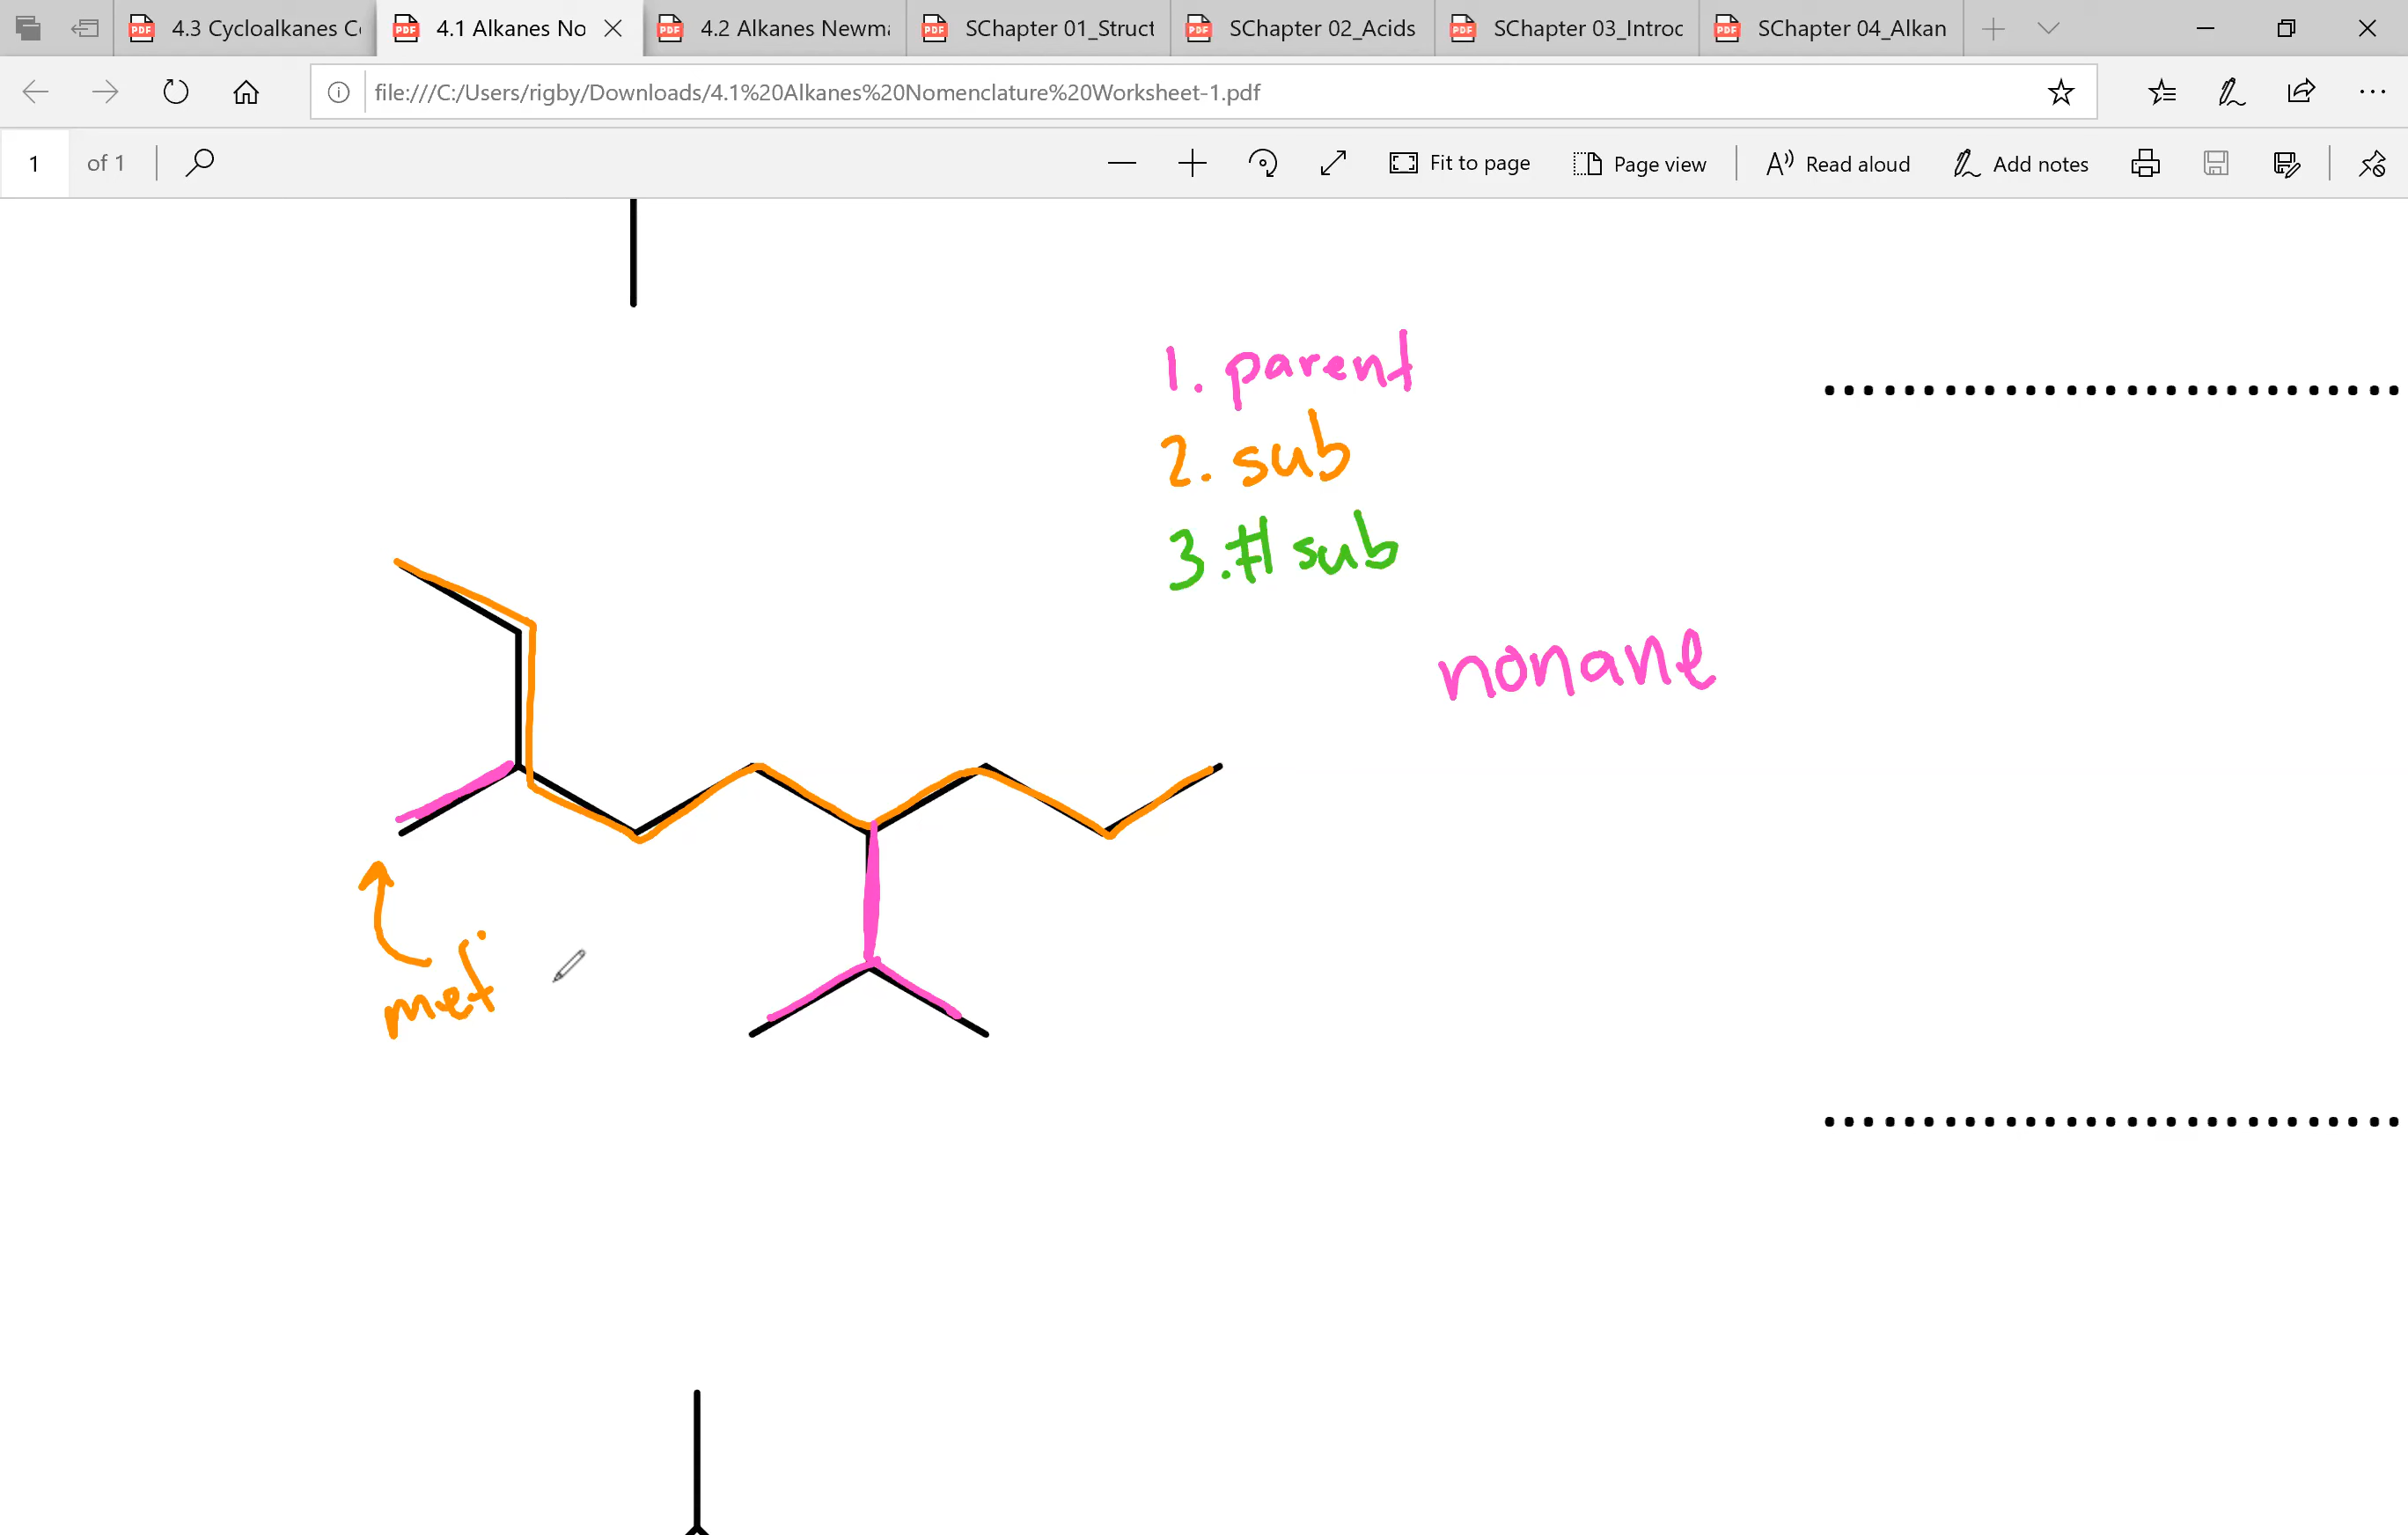 4.3 Cycloalkanes C
4.1 Alkanes No
4.2 Alkanes Newm
SChapter 01_Struct
SChapter 02_Acids
SChapter 03_Introc
SChapter 04_Alkan
file:///C:/Users/rigby/Downloads/4.1%20Alkanes%20Nomenclature%20Worksheet-1.pdf
1 of 1
Fit to page
Page view
Read aloud
Add notes
1. parent
2. sub
3. # sub
nonane
met